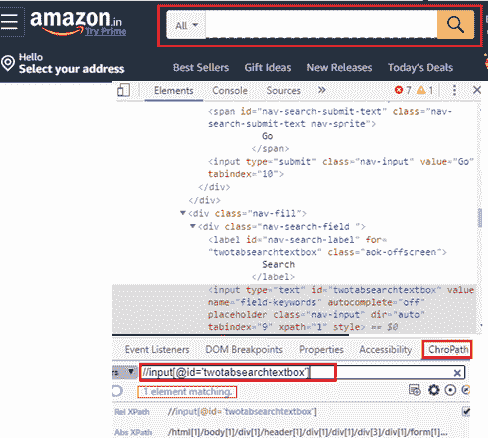 amazon.in
Try Prime
All
Hello
Select your address
Best Sellers
Gift Ideas
New Releases
Today's Deals
Elements
Console
Sources
»
7
1
<span id="nav-search-submit-text" class="nav-
search-submit-text nav-sprite">
Go
</span>
<input type="submit" class="nav-input" value="Go"
tabindex="10">
</div>
</div>
<div class="nav-fill">
<div class="nav-search-field ">
<label id="nav-search-label" for=
"twotabsearchtextbox" class="aok-offscreen">
Search
</label>
<input type="text" id="twotabsearchtextbox" value
name="field-keywords" autocomplete="off"
placeholder class="nav-input" dir="auto"
tabindex="9" xpath="1" style> == $0
Event Listeners
DOM Breakpoints
Properties
Accessibility
ChroPath
//input[@id='twotabsearchtextbox']
1 element matching.
Rel XPath
//input[@id='twotabsearchtextbox']
Abs XPath
/html[1]/body[1]/div[1]/header[1]/div[1]/div[1]/div[3]/div[1]/form[1]...